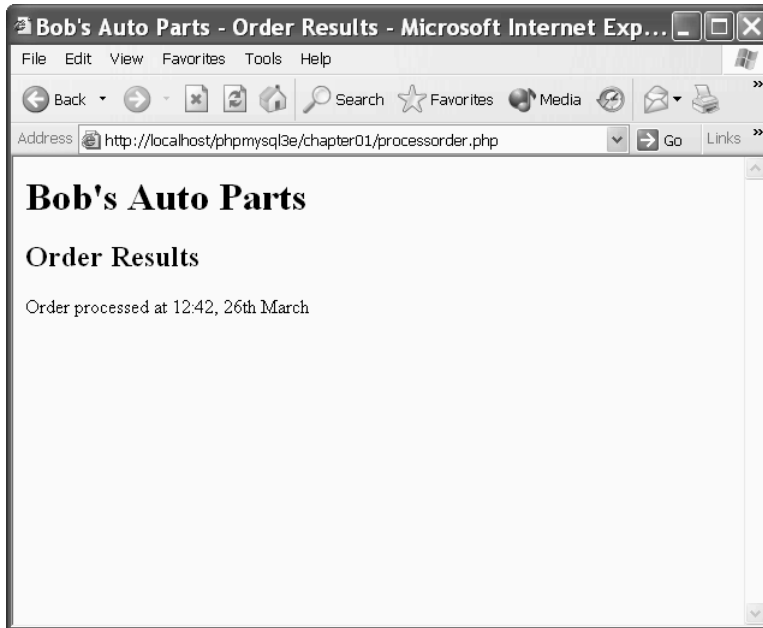 Bob's Auto Parts - Order Results - Microsoft Internet Exp...
File Edit View Favorites Tools Help
Back Search Favorites Media »
Address http://localhost/phpmysql3e/chapter01/processorder.php Go Links »
Bob's Auto Parts
Order Results
Order processed at 12:42, 26th March